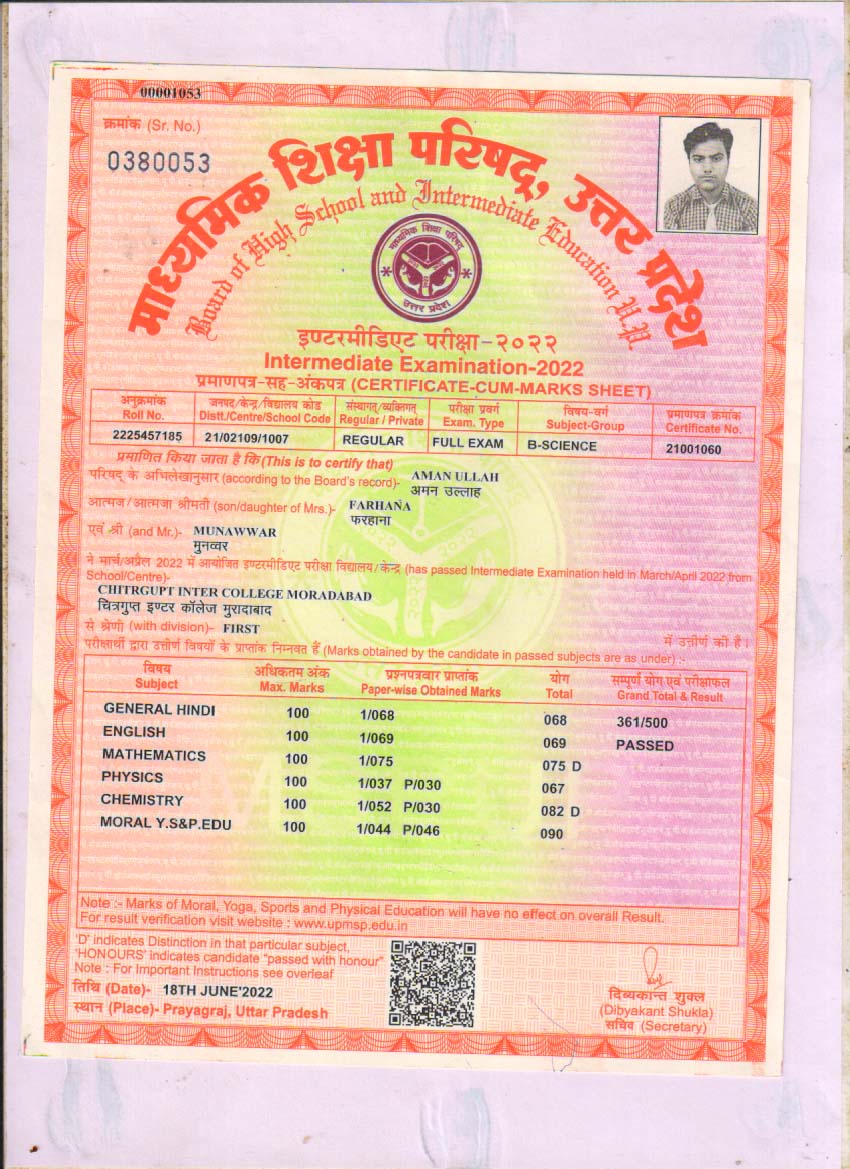 00001053
क्रमांक (Sr. No.)
0380053
माध्यमिक शिक्षा परिषद्, उत्तर प्रदेश
Board of High School and Intermediate Education U.P.
माध्यमिक शिक्षा परिषद्
उत्तर प्रदेश
इण्टरमीडिएट परीक्षा-२०२२
Intermediate Examination-2022
प्रमाणपत्र-सह-अंकपत्र (CERTIFICATE-CUM-MARKS SHEET)
अनुक्रमांक जनपद/केन्द्र/विद्यालय कोड संस्थागत/व्यक्तिगत परीक्षा प्रवर्ग विषय-वर्ग प्रमाणपत्र क्रमांक
Roll No. Distt./Centre/School Code Regular / Private Exam. Type Subject-Group Certificate No.
2225457185 21/02109/1007 REGULAR FULL EXAM B-SCIENCE 21001060
प्रमाणित किया जाता है कि (This is to certify that)
परिषद् के अभिलेखानुसार (according to the Board's record)- AMAN ULLAH
अमन उल्लाह
आत्मज/आत्मजा श्रीमती (son/daughter of Mrs.)- FARHANA
फरहाना
एवं श्री (and Mr.)- MUNAWWAR
मुनव्वर
ने मार्च/अप्रैल 2022 में आयोजित इण्टरमीडिएट परीक्षा विद्यालय/केन्द्र (has passed Intermediate Examination held in March/April 2022 from
School/Centre)-
CHITRGUPT INTER COLLEGE MORADABAD
चित्रगुप्त इण्टर कॉलेज मुरादाबाद
से श्रेणी (with division)- FIRST में उत्तीर्ण की है।
परीक्षार्थी द्वारा उत्तीर्ण विषयों के प्राप्तांक निम्नवत हैं (Marks obtained by the candidate in passed subjects are as under) :-
विषय अधिकतम अंक प्रश्नपत्रवार प्राप्तांक योग सम्पूर्ण योग एवं परीक्षाफल
Subject Max. Marks Paper-wise Obtained Marks Total Grand Total & Result
GENERAL HINDI 100 1/068 068 361/500
ENGLISH 100 1/069 069 PASSED
MATHEMATICS 100 1/075 075 D
PHYSICS 100 1/037 P/030 067
CHEMISTRY 100 1/052 P/030 082 D
MORAL Y.S&P.EDU 100 1/044 P/046 090
Note :- Marks of Moral, Yoga, Sports and Physical Education will have no effect on overall Result.
For result verification visit website : www.upmsp.edu.in
'D' indicates Distinction in that particular subject,
'HONOURS' indicates candidate "passed with honour"
Note : For Important Instructions see overleaf
तिथि (Date)- 18TH JUNE'2022
स्थान (Place)- Prayagraj, Uttar Pradesh
दिब्यकान्त शुक्ल
(Dibyakant Shukla)
सचिव (Secretary)